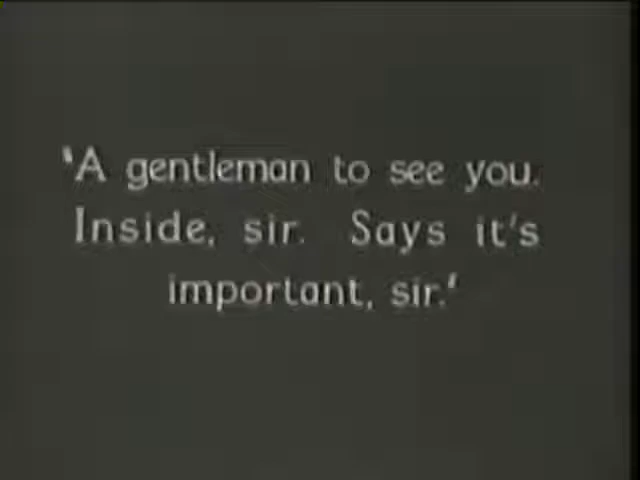 'A gentleman to see you.
Inside, sir. Says it's
important, sir.'